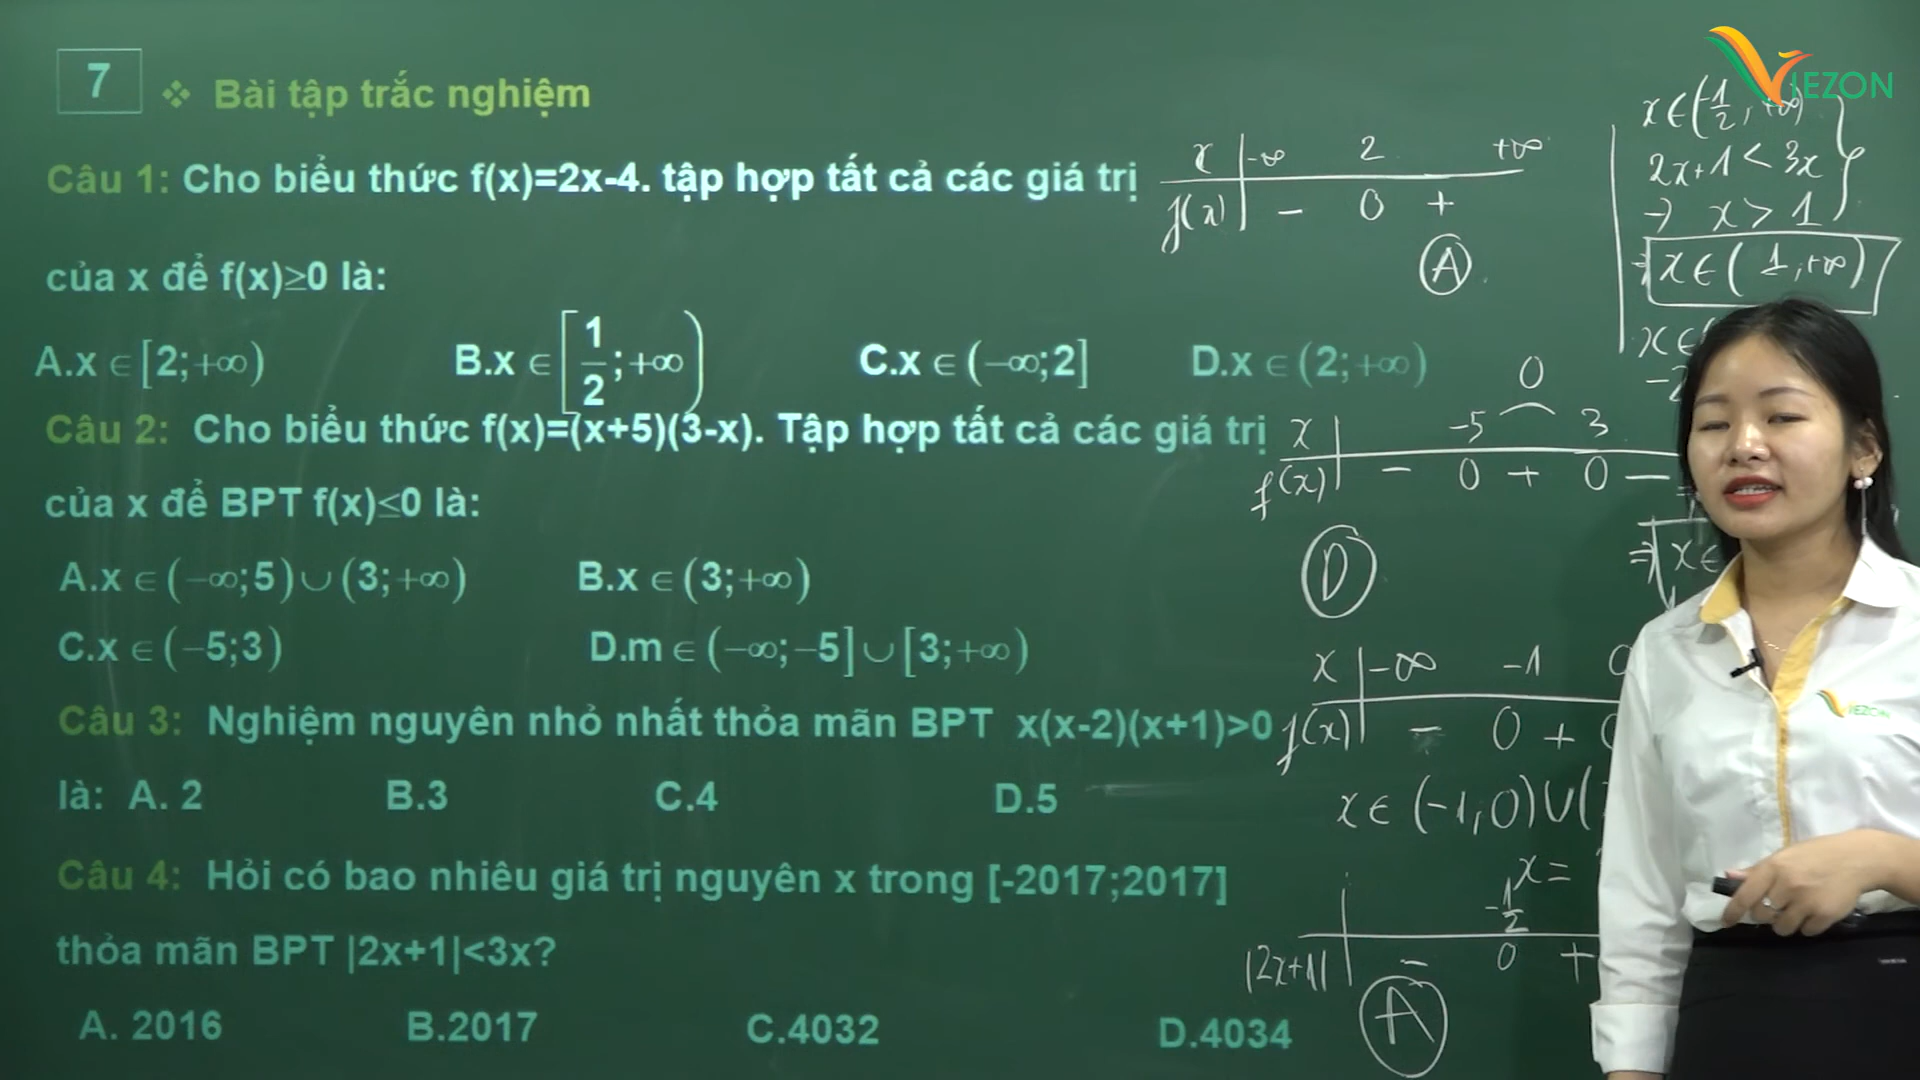 7
❖ Bài tập trắc nghiệm
Câu 1: Cho biểu thức f(x)=2x-4. tập hợp tất cả các giá trị
của x để f(x)≥0 là:
A.x ∈ [2;+∞) B.x ∈ [1/2;+∞) C.x ∈ (−∞;2] D.x ∈ (2;+∞)
Câu 2: Cho biểu thức f(x)=(x+5)(3-x). Tập hợp tất cả các giá trị
của x để BPT f(x)≤0 là:
A.x ∈ (−∞;5) ∪ (3;+∞) B.x ∈ (3;+∞)
C.x ∈ (−5;3) D.m ∈ (−∞;−5] ∪ [3;+∞)
Câu 3: Nghiệm nguyên nhỏ nhất thỏa mãn BPT x(x-2)(x+1)>0
là: A. 2 B.3 C.4 D.5
Câu 4: Hỏi có bao nhiêu giá trị nguyên x trong [-2017;2017]
thỏa mãn BPT |2x+1|<3x?
A. 2016 B.2017 C.4032 D.4034
x -∞ 2 +∞
f(x) - 0 +
A
0
x -5 3
f(x) - 0 + 0 -
D
x -∞ -1
f(x) - 0 +
x ∈ (-1,0) ∪ (
x =
-1/2
|2x+1| - 0 +
A
x ∈ (-1/2, +∞)
2x+1 < 3x
⇒ x > 1
⇒ x ∈ (1,+∞)
x ∈
⇒ x ∈
VIEZON
VIEZON